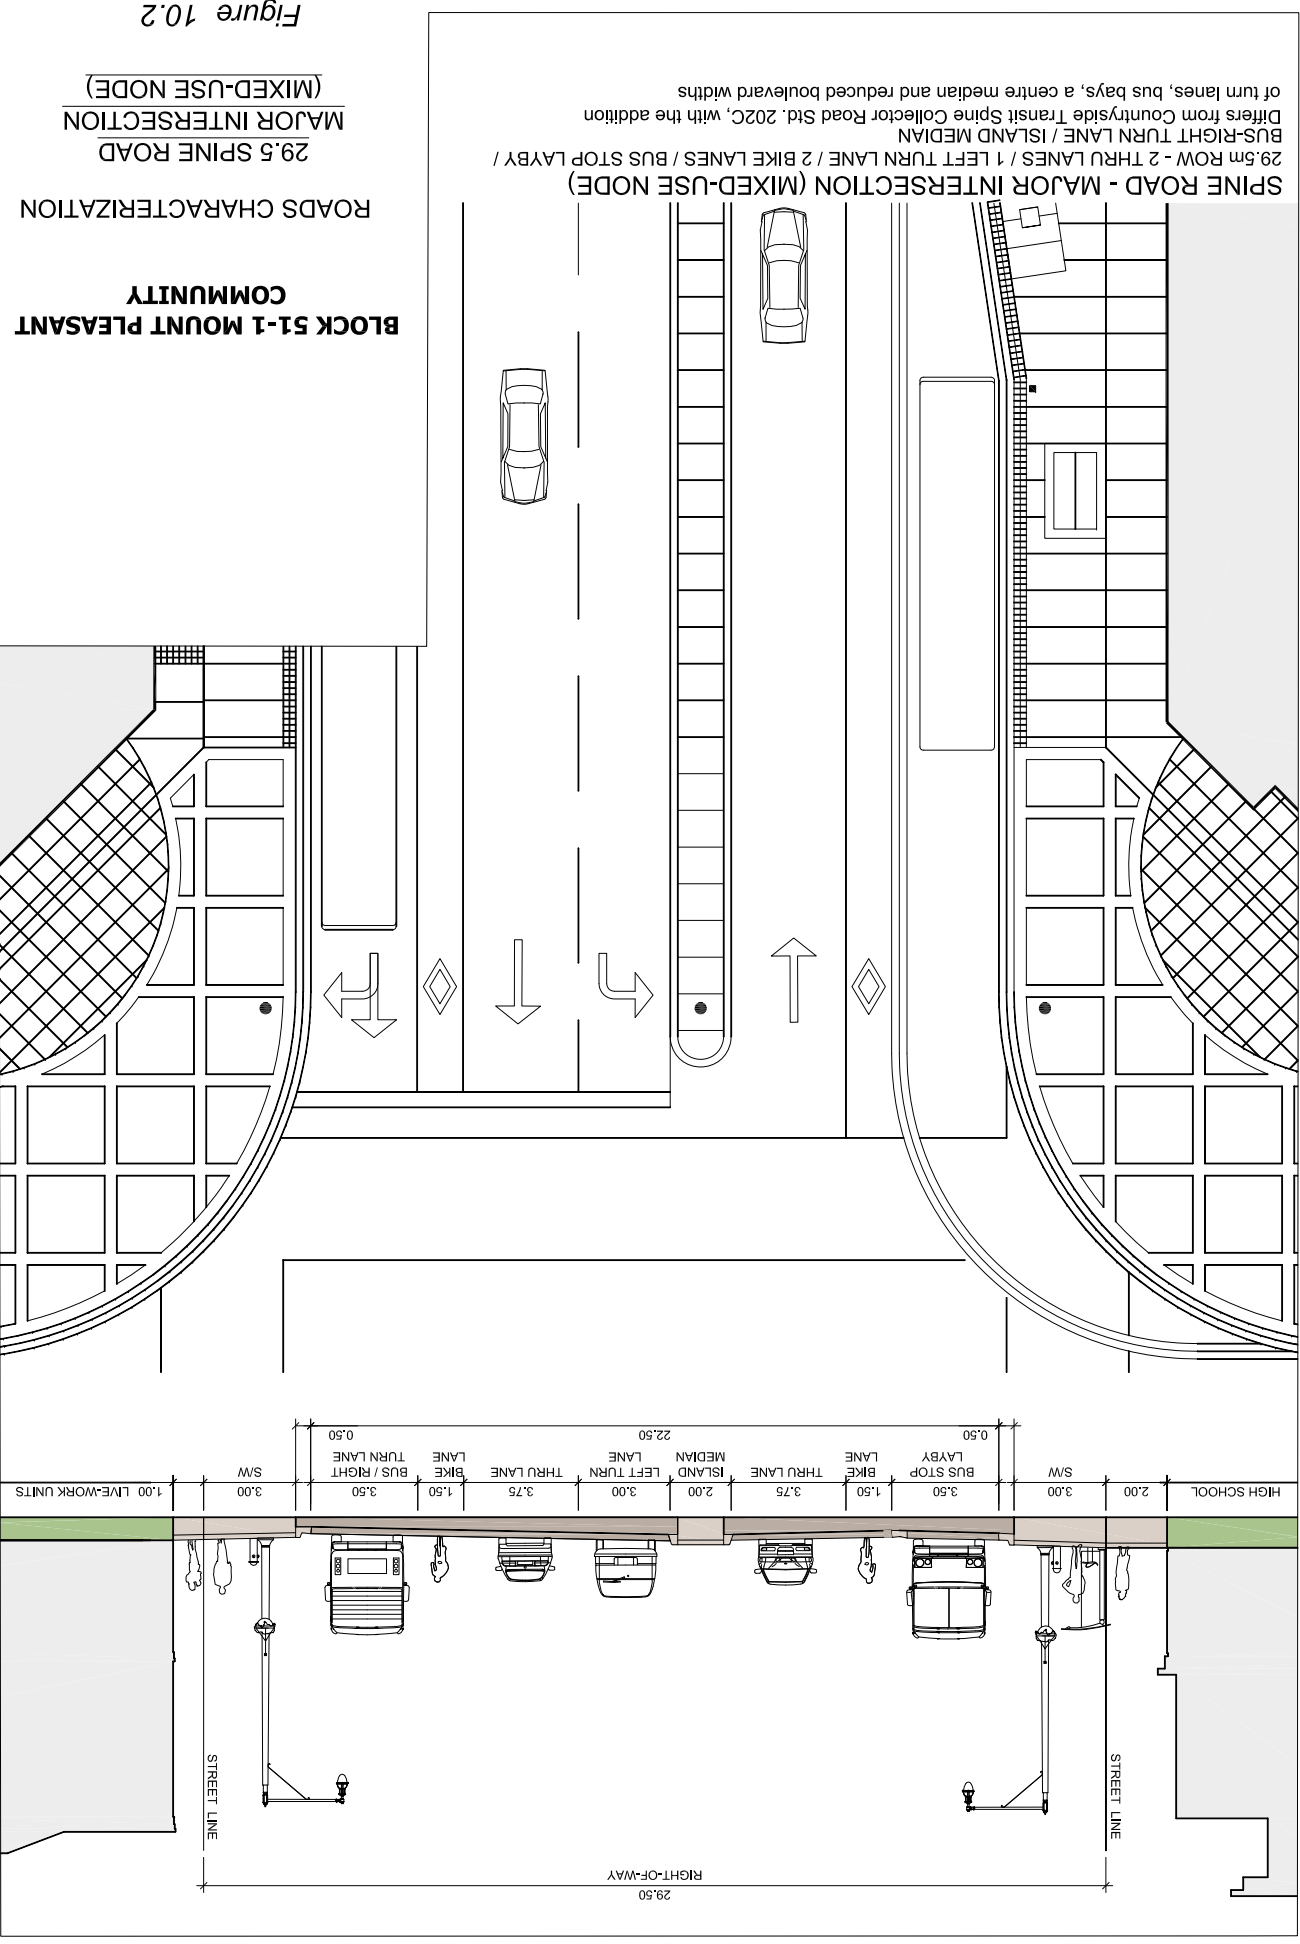 29.50
RIGHT-OF-WAY
STREET LINE
STREET LINE
HIGH SCHOOL
2.00
3.00
S/W
3.50
BUS STOP
LAYBY
1.50
BIKE
LANE
3.75
THRU LANE
2.00
ISLAND
MEDIAN
3.00
LEFT TURN
LANE
3.75
THRU LANE
1.50
BIKE
LANE
3.50
BUS / RIGHT
TURN LANE
3.00
S/W
1.00
LIVE-WORK UNITS
0.50
22.50
0.50
SPINE ROAD - MAJOR INTERSECTION (MIXED-USE NODE)
29.5m ROW - 2 THRU LANES / 1 LEFT TURN LANE / 2 BIKE LANES / BUS STOP LAYBY /
BUS-RIGHT TURN LANE / ISLAND MEDIAN
Differs from Countryside Transit Spine Collector Road Std. 202C, with the addition
of turn lanes, bus bays, a centre median and reduced boulevard widths
BLOCK 51-1 MOUNT PLEASANT
COMMUNITY
ROADS CHARACTERIZATION
29.5 SPINE ROAD
MAJOR INTERSECTION
(MIXED-USE NODE)
Figure 10.2